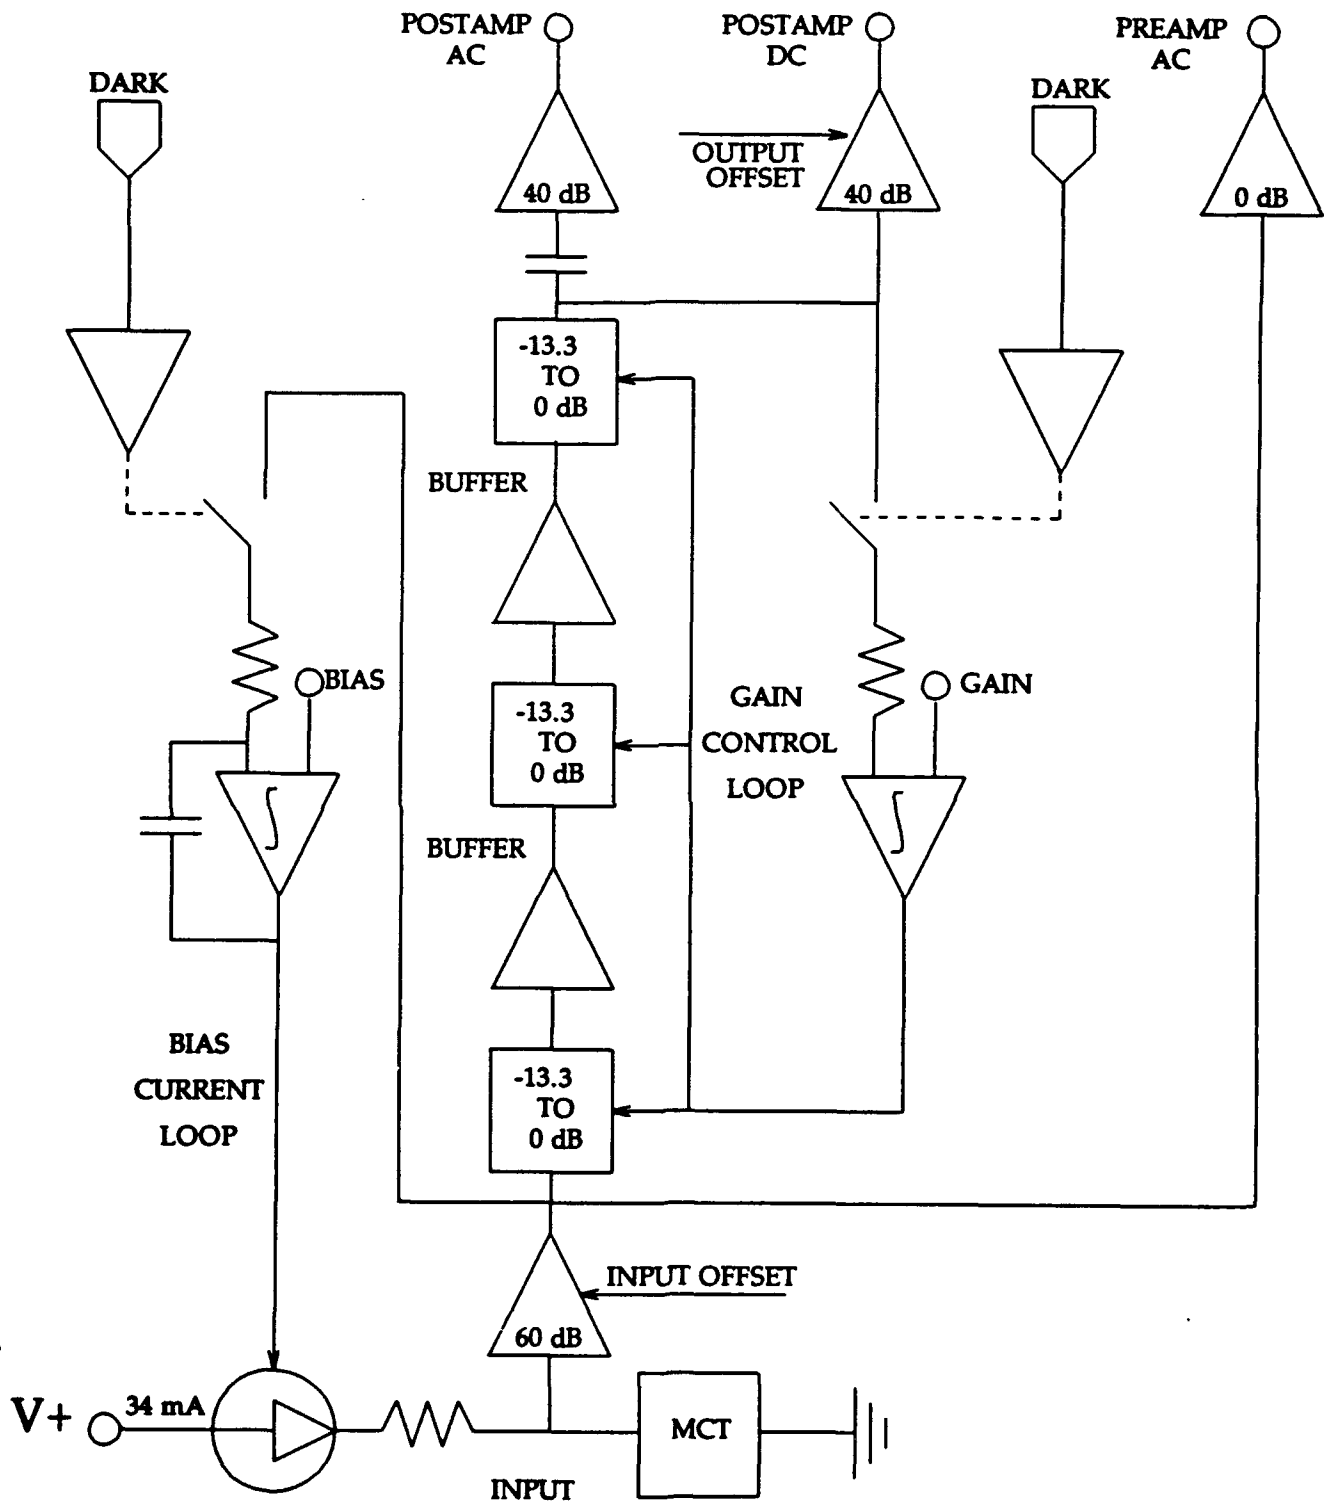 POSTAMP
AC
POSTAMP
DC
PREAMP
AC
DARK
DARK
OUTPUT
OFFSET
40 dB
40 dB
0 dB
-13.3
TO
0 dB
BUFFER
BIAS
-13.3
TO
0 dB
GAIN
CONTROL
LOOP
GAIN
BUFFER
BIAS
CURRENT
LOOP
-13.3
TO
0 dB
INPUT OFFSET
60 dB
V+
34 mA
MCT
INPUT